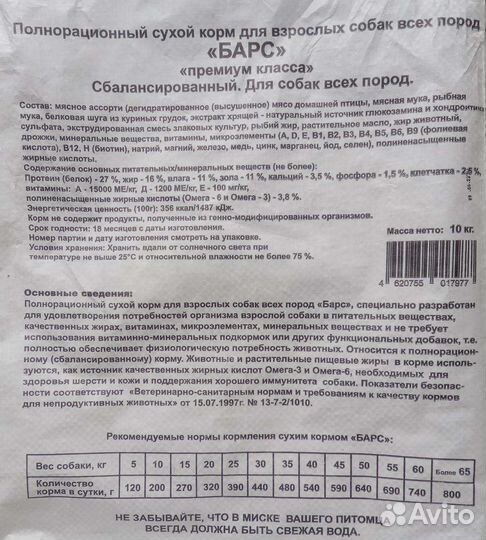 Полнорационный сухой корм для взрослых собак всех пород
«БАРС»
«премиум класса»
Сбалансированный. Для собак всех пород.
Состав: мясное ассорти (дегидратированное (высушенное) мясо домашней птицы, мясная мука, рыбная
мука, белковая шуга из куриных грудок, экстракт хрящей - натуральный источник глюкозамина и хондроитина
сульфата, экструдированная смесь злаковых культур, рыбий жир, растительное масло, жир животный,
дрожжи, минеральные вещества, витамины, микроэлементы (А, D, Е, В1, В2, В3, В4, В5, В6, В9 (фолиевая
кислота), В12, Н (биотин), натрий, магний, железо, медь, цинк, марганец, йод, селен), полиненасыщенные
жирные кислоты.
Содержание основных питательных/минеральных веществ (не более):
Протеин (белок) - 27 %, жир - 16 %, влага - 11 %, зола - 11 %, кальций - 3,5 %, фосфора - 1,5 %, клетчатка - 2,5 %,
витамины: А - 15000 МЕ/кг, Д - 1200 МЕ/кг, Е - 100 мг/кг,
полиненасыщенные жирные кислоты (Омега - 6 и Омега - 3) - 3,8 %.
Энергетическая ценность (100г): 356 ккал/1487 кДж.
Корм не содержит продукты, полученные из генно-модифицированных организмов.
Срок годности: 18 месяцев с даты изготовления.
Номер партии и дату изготовления смотреть на упаковке.
Условия хранения: Хранить вдали от солнечного света при
температуре не выше 25°С и относительной влажности не более 75 %.
Масса нетто: 10 кг.
4 620755 017977
Основные сведения:
Полнорационный сухой корм для взрослых собак всех пород «Барс», специально разработан
для удовлетворения потребностей организма взрослой собаки в питательных веществах,
качественных жирах, витаминах, микроэлементах, минеральных веществах и не требует
использования витаминно-минеральных подкормок или других функциональных добавок, т.е.
полностью обеспечивает физиологическую потребность животных. Относится к полнорацион-
ному (сбалансированному) корму. Животные и растительные пищевые жиры в корме использу-
ются, как источник качественных жирных кислот Омега-3 и Омега-6, необходимых для
здоровья шерсти и кожи и поддержания хорошего иммунитета собаки. Показатели безопас-
ности соответствуют «Ветеринарно-санитарным нормам и требованиям к качеству кормов
для непродуктивных животных» от 15.07.1997г. № 13-7-2/1010.
Рекомендуемые нормы кормления сухим кормом «БАРС»:
Вес собаки, кг 5 10 15 20 25 30 35 40 45 50 55 60 Более 65
Количество корма в сутки, г 120 200 270 320 390 440 480 540 590 640 690 740 800
НЕ ЗАБЫВАЙТЕ, ЧТО В МИСКЕ ВАШЕГО ПИТОМЦА
ВСЕГДА ДОЛЖНА БЫТЬ СВЕЖАЯ ВОДА.
Avito